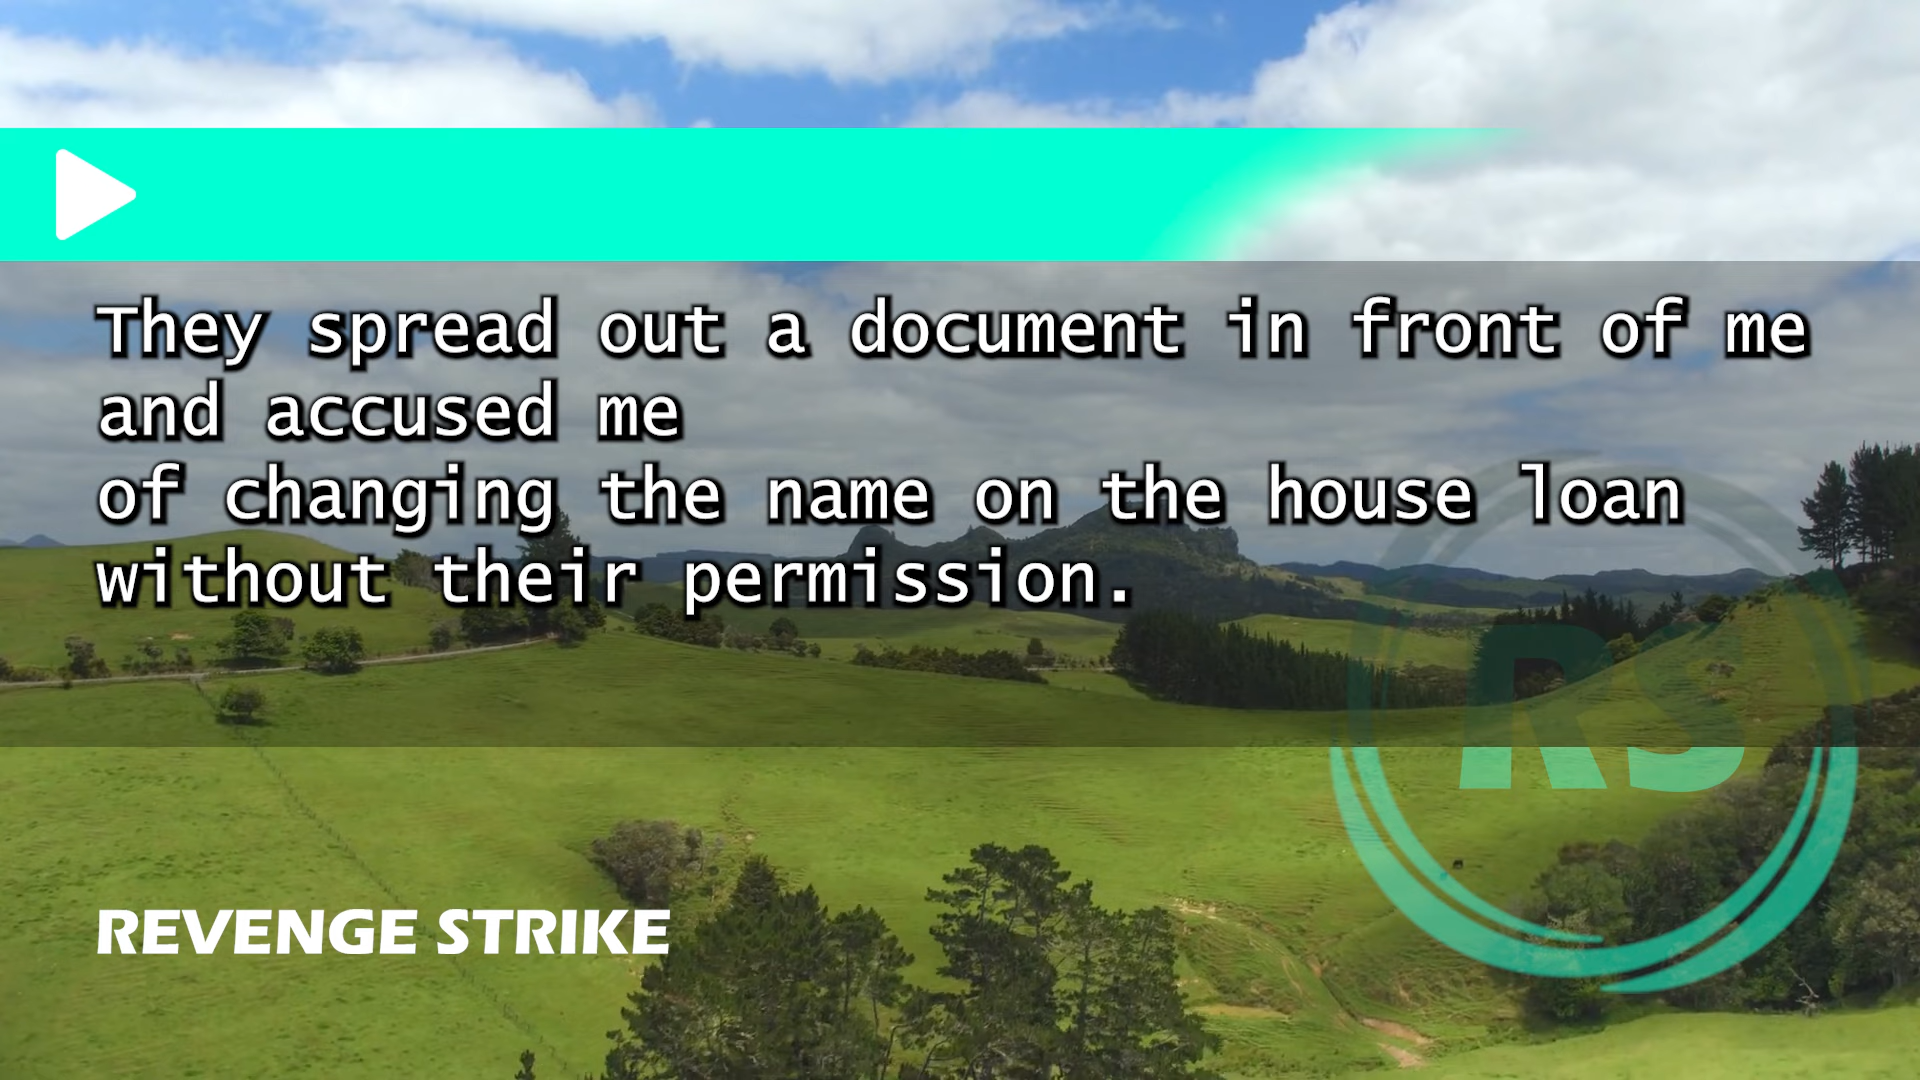 They spread out a document in front of me
and accused me
of changing the name on the house loan
without their permission.
RS
REVENGE STRIKE